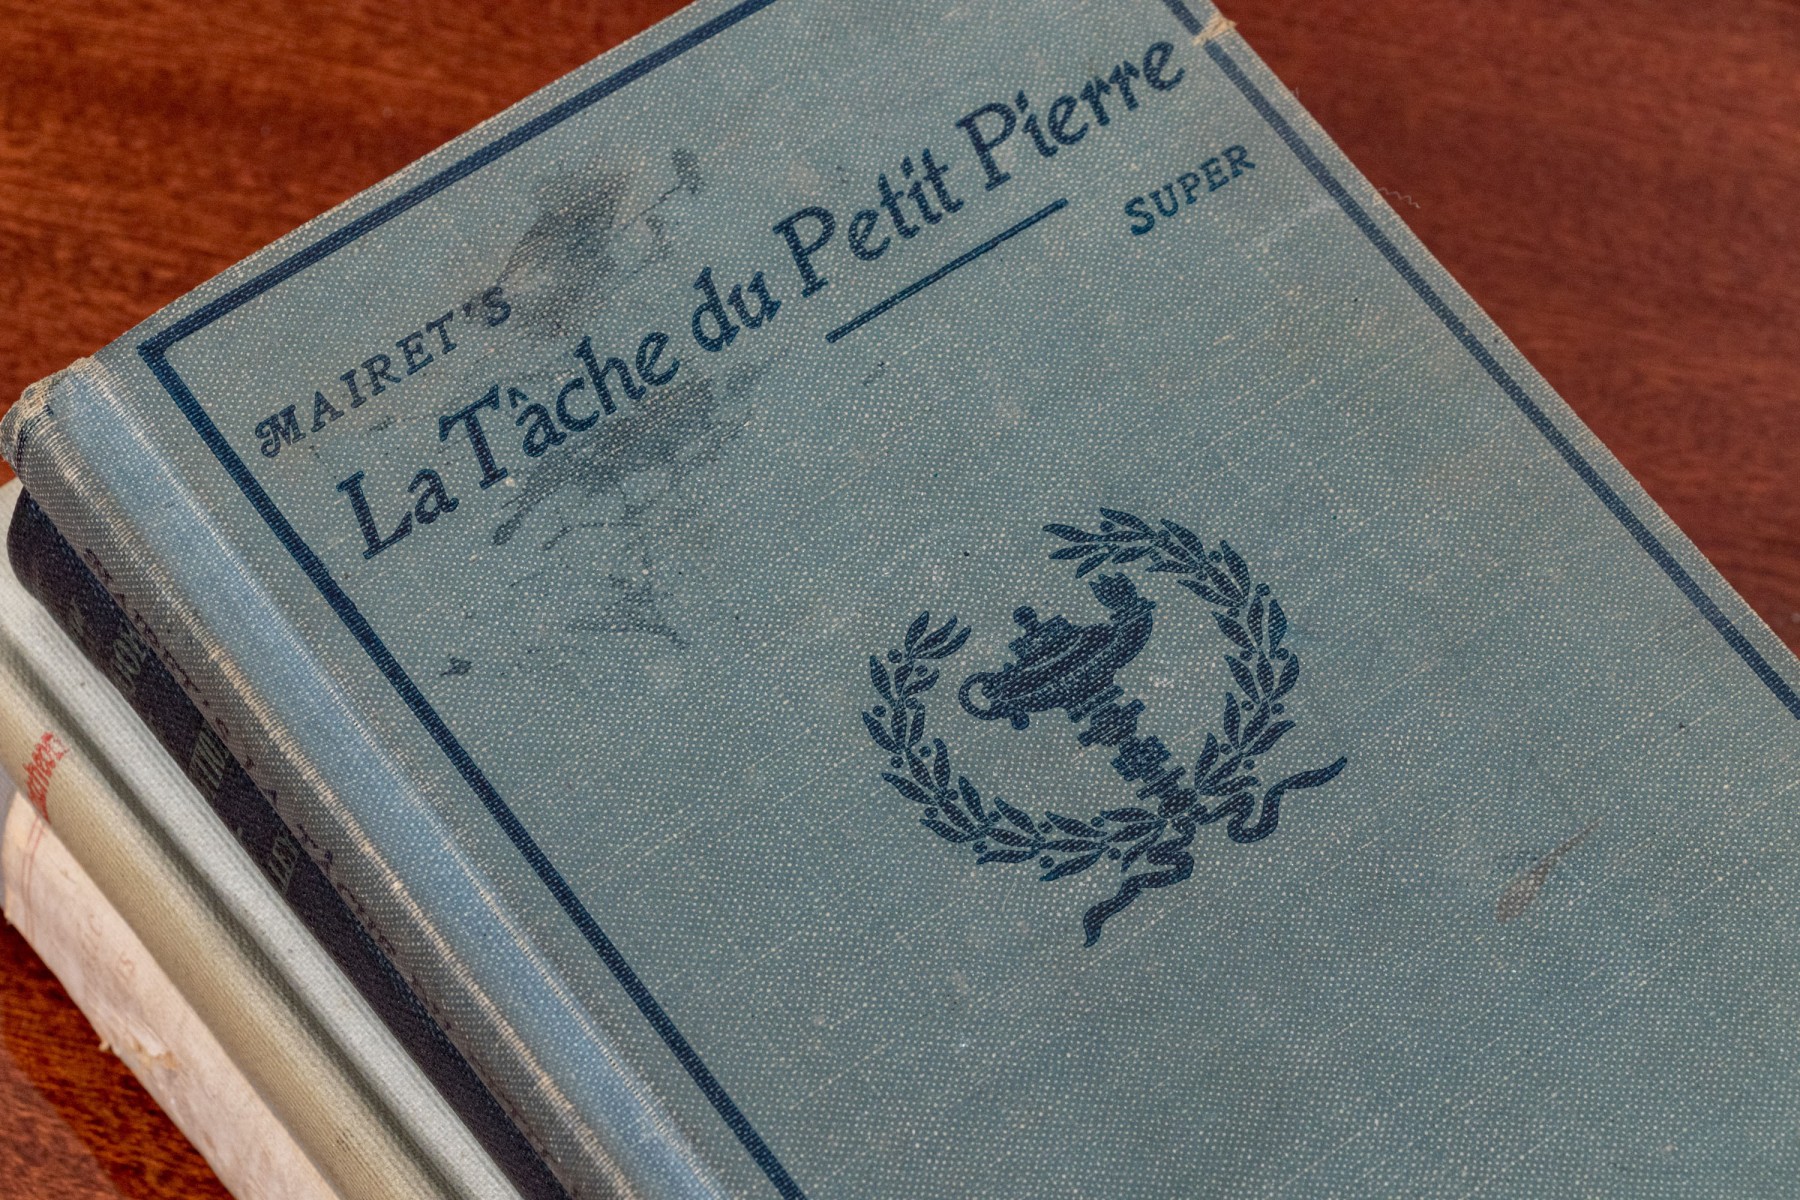 MAIRET'S
La Tâche du Petit Pierre
SUPER